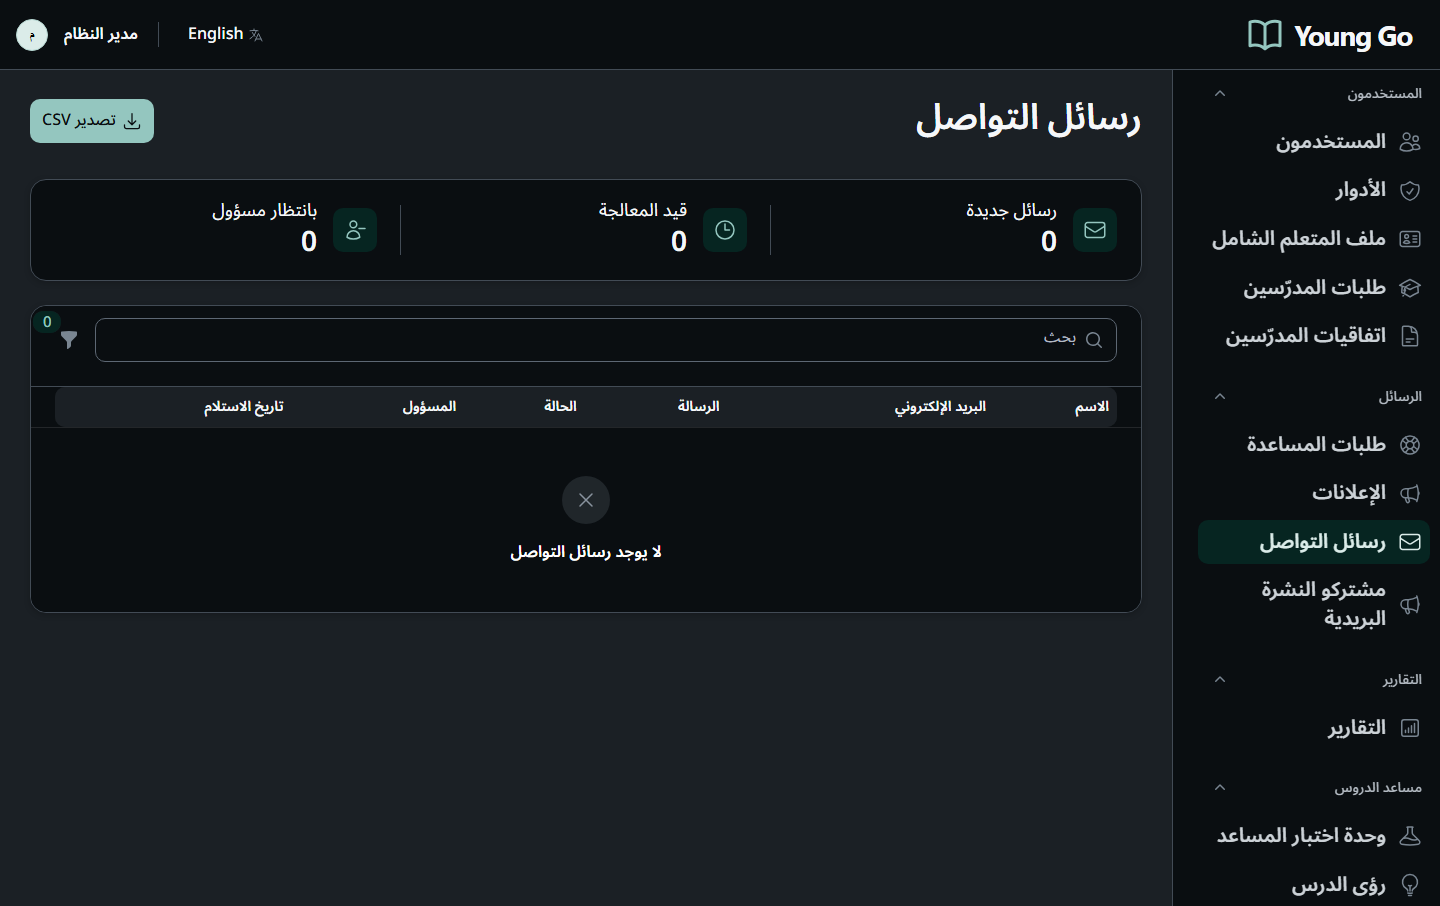 Young Go
English
مدير النظام
م
المستخدمون
المستخدمون
الأدوار
ملف المتعلم الشامل
طلبات المدرّسين
اتفاقيات المدرّسين
الرسائل
طلبات المساعدة
الإعلانات
رسائل التواصل
مشتركو النشرة
البريدية
التقارير
التقارير
مساعد الدروس
وحدة اختبار المساعد
رؤى الدرس
رسائل التواصل
تصدير CSV
رسائل جديدة
0
قيد المعالجة
0
بانتظار مسؤول
0
بحث
0
الاسم البريد الإلكتروني الرسالة الحالة المسؤول تاريخ الاستلام
لا يوجد رسائل التواصل